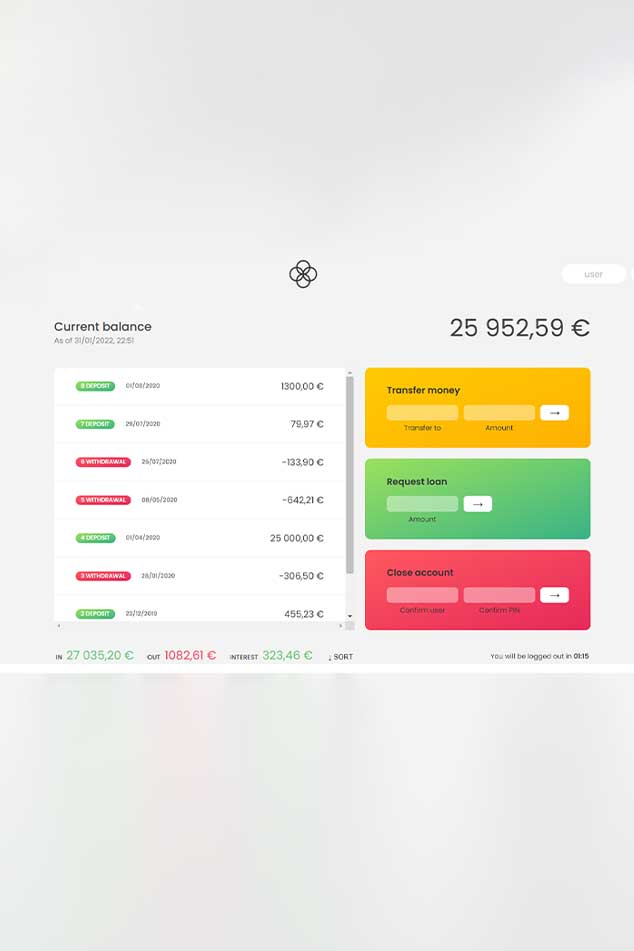 user
Current balance
As of 31/01/2022, 22:51
25 952,59 €
8 DEPOSIT 01/08/2020 1300,00 €
7 DEPOSIT 26/07/2020 79,97 €
6 WITHDRAWAL 25/07/2020 -133,90 €
5 WITHDRAWAL 08/05/2020 -642,21 €
4 DEPOSIT 01/04/2020 25 000,00 €
3 WITHDRAWAL 28/01/2020 -306,50 €
2 DEPOSIT 23/12/2019 455,23 €
Transfer money
→
Transfer to Amount
Request loan
→
Amount
Close account
→
Confirm user Confirm PIN
IN 27 035,20 € OUT 1082,61 € INTEREST 323,46 € ↓ SORT
You will be logged out in 01:15